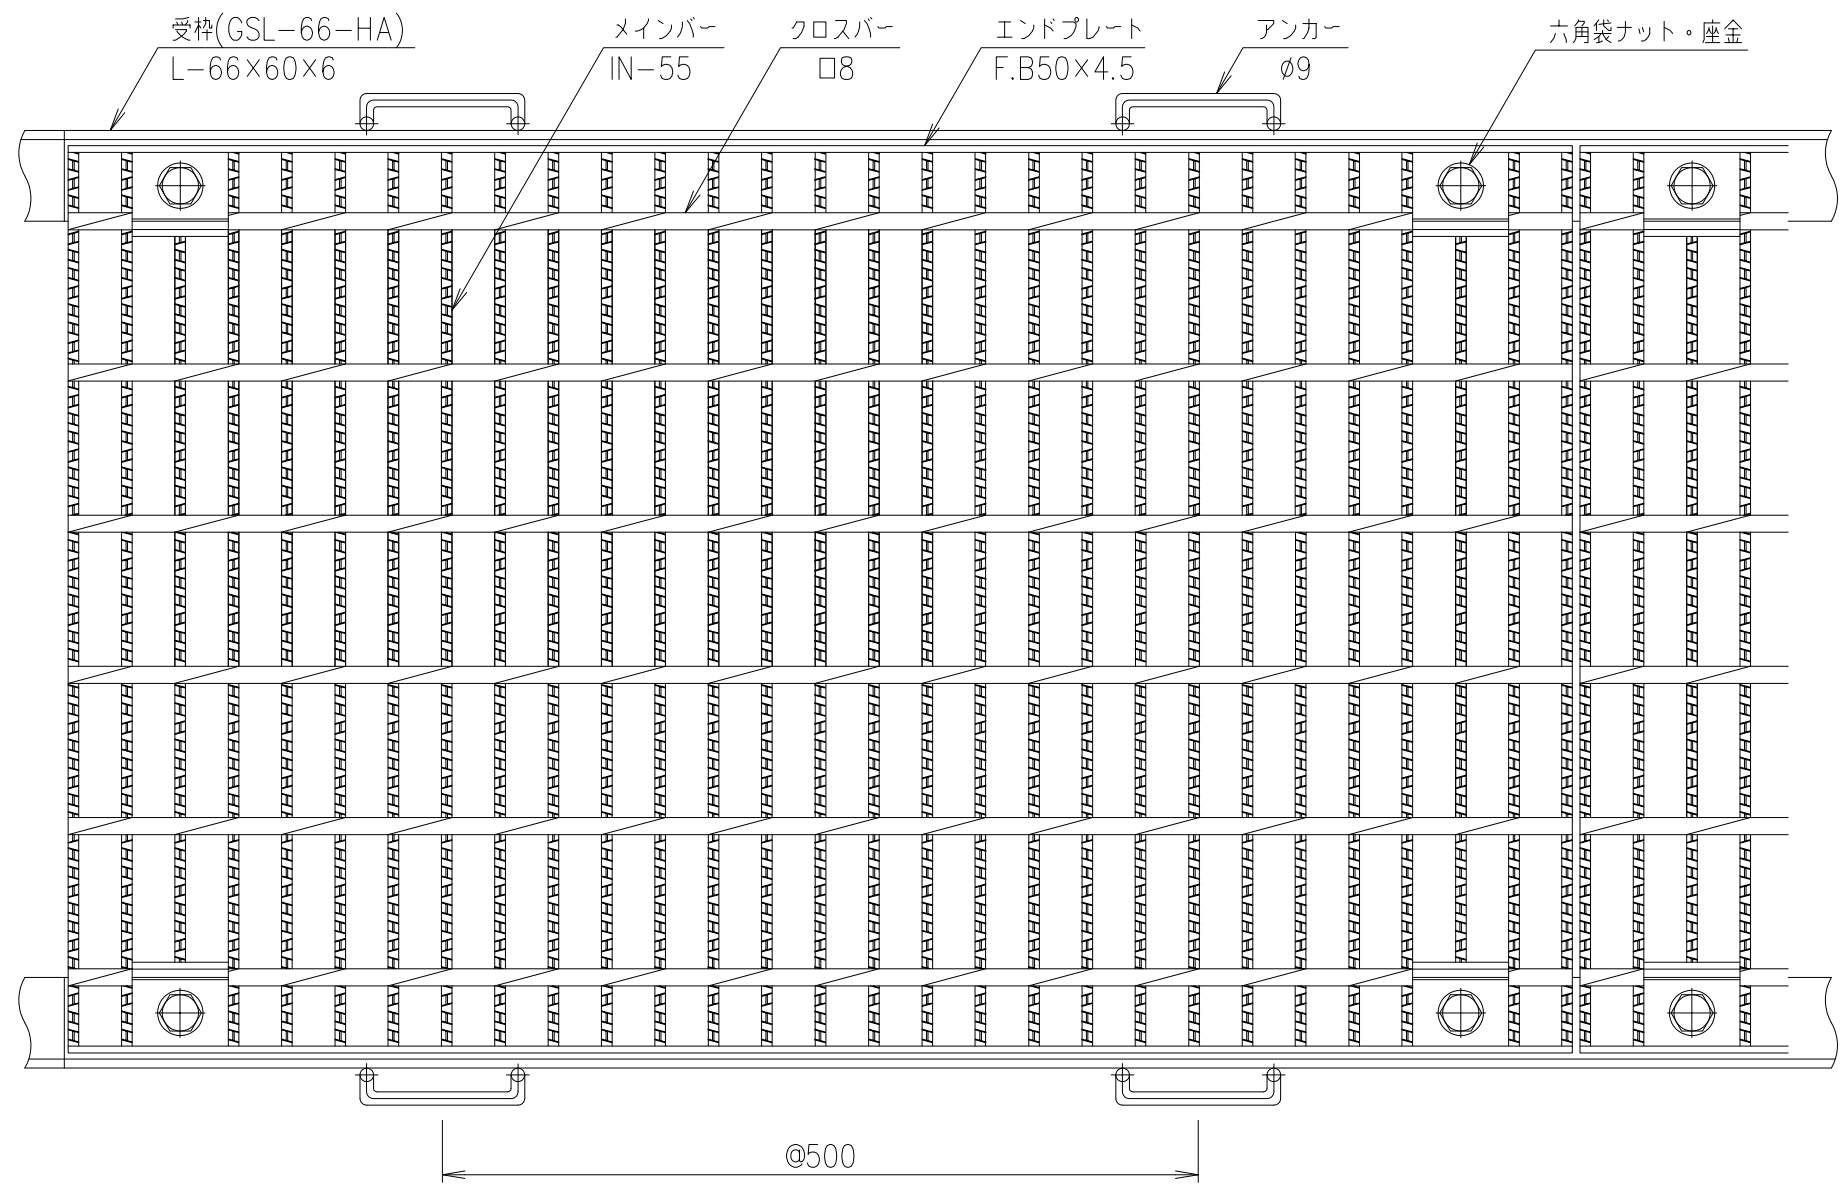 受枠(GSL-66-HA)
L-66×60×6
メインバー
IN-55
クロスバー
□8
エンドプレート
F.B50×4.5
アンカー
φ9
六角袋ナット・座金
@500